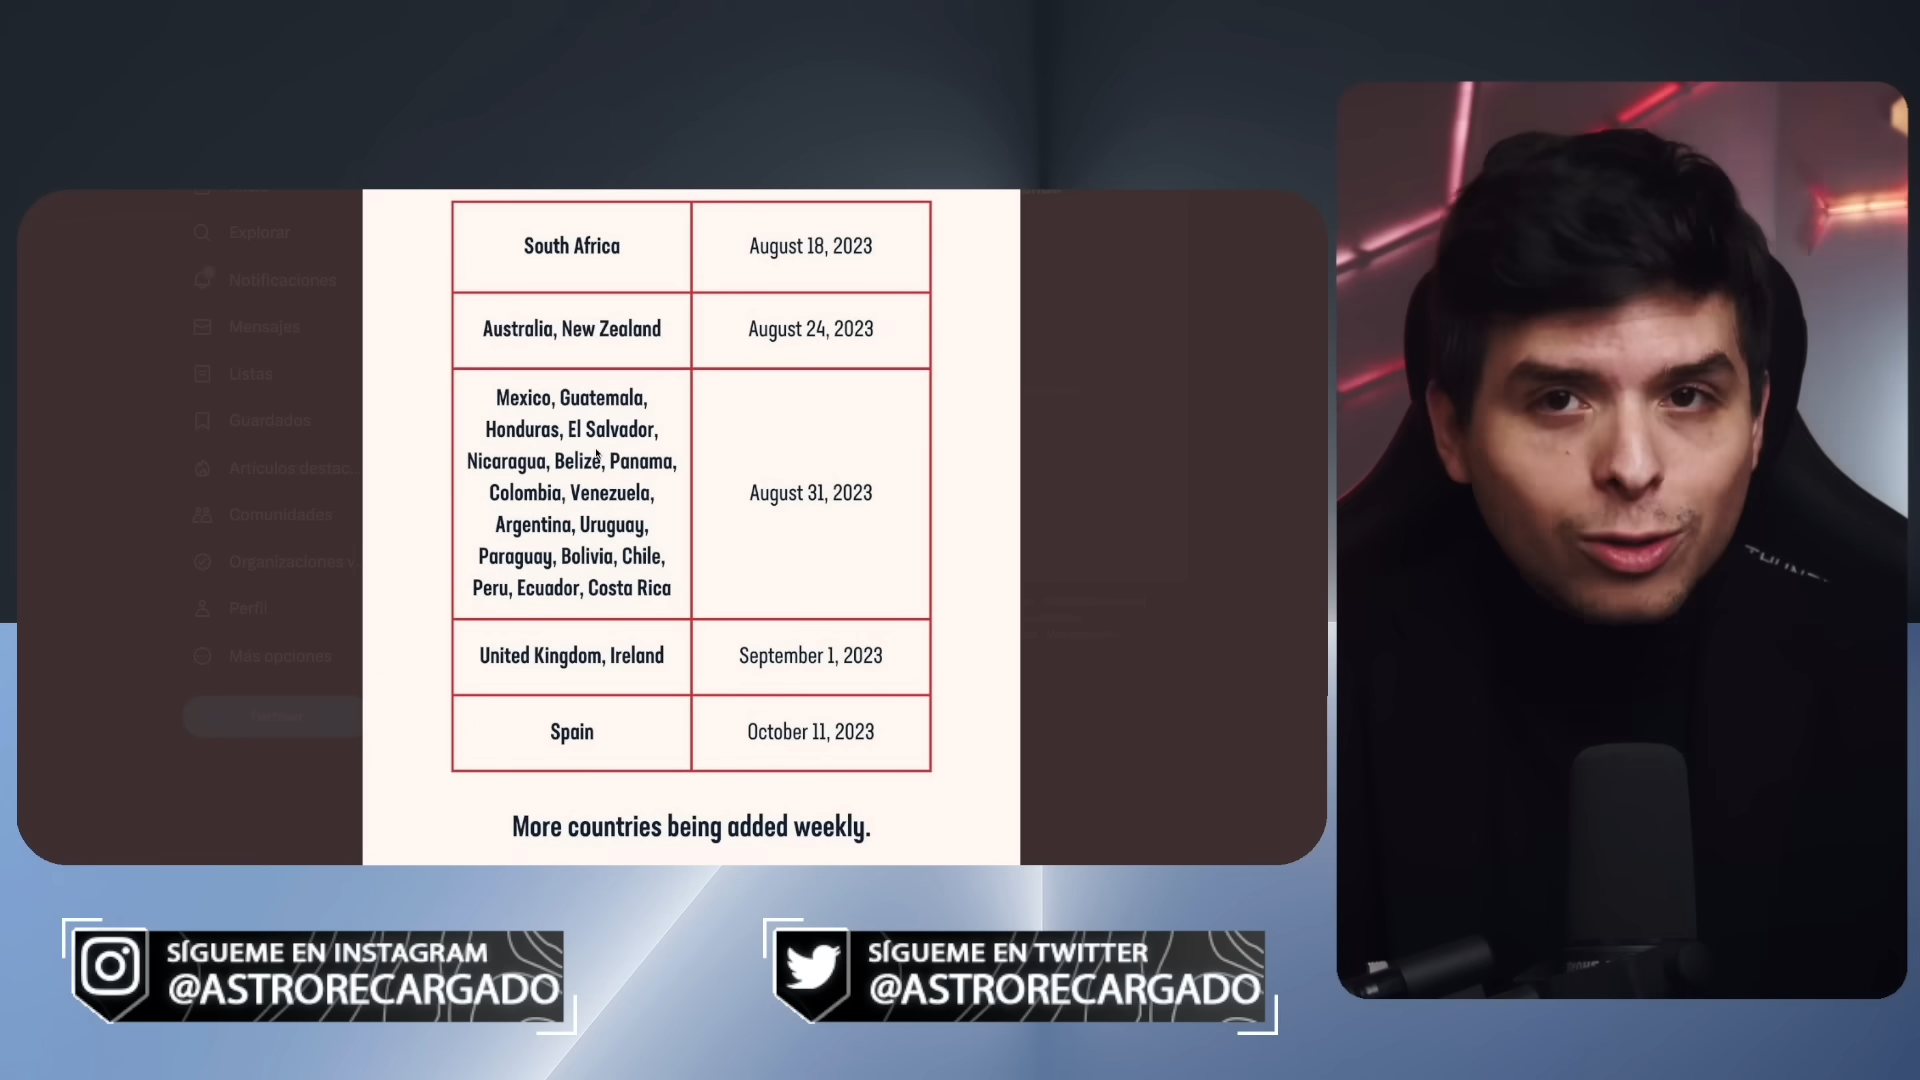 Explorar
Notificaciones
Mensajes
Listas
Guardados
Artículos destac...
Comunidades
Organizaciones v...
Perfil
Más opciones
South Africa
August 18, 2023
Australia, New Zealand
August 24, 2023
Mexico, Guatemala,
Honduras, El Salvador,
Nicaragua, Belize, Panama,
Colombia, Venezuela,
Argentina, Uruguay,
Paraguay, Bolivia, Chile,
Peru, Ecuador, Costa Rica
August 31, 2023
United Kingdom, Ireland
September 1, 2023
Spain
October 11, 2023
More countries being added weekly.
SÍGUEME EN INSTAGRAM
@ASTRORECARGADO
SÍGUEME EN TWITTER
@ASTRORECARGADO